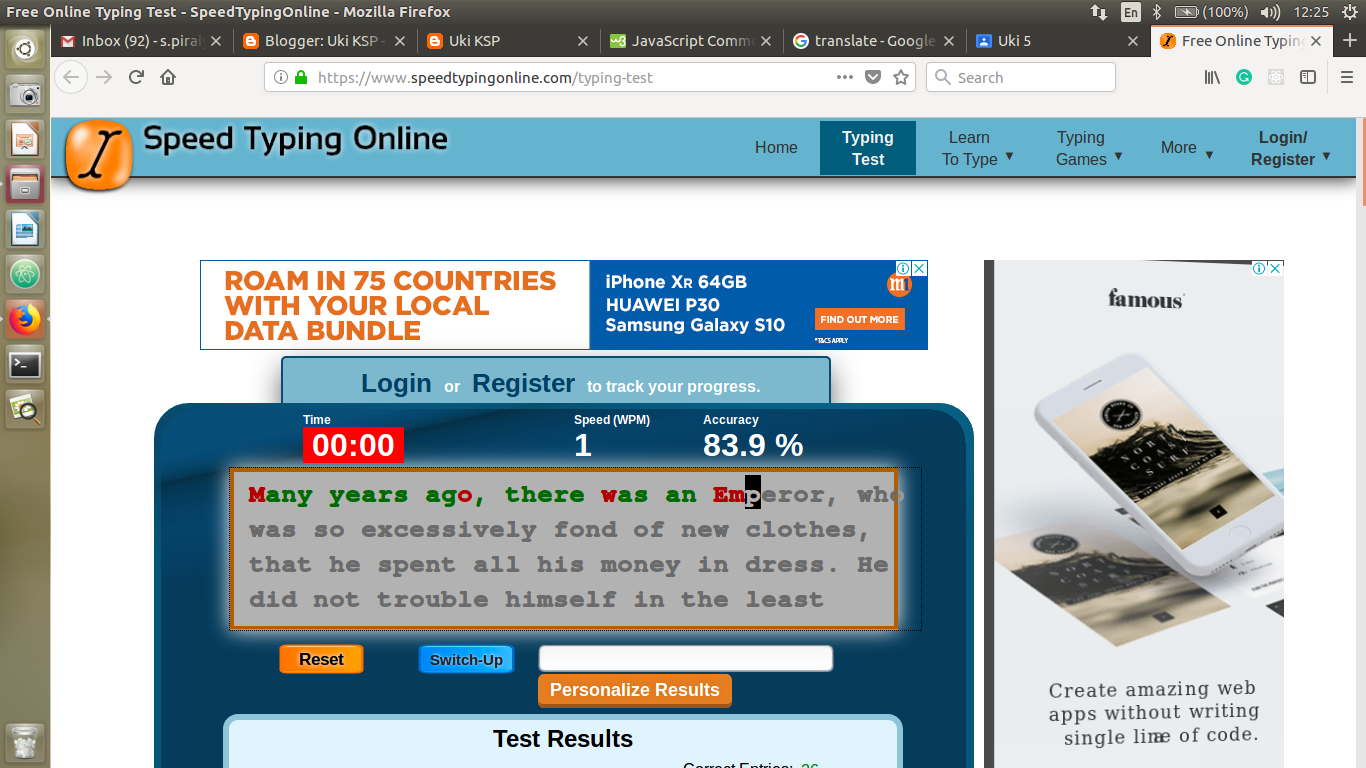 Free Online Typing Test - SpeedTypingOnline - Mozilla Firefox
En (100%) 12:25
Inbox (92) - s.pirai
Blogger: Uki KSP -
Uki KSP
JavaScript Comm
translate - Google
Uki 5
Free Online Typin
https://www.speedtypingonline.com/typing-test
Search
Speed Typing Online
Home
Typing Test
Learn To Type ▼
Typing Games ▼
More ▼
Login/ Register ▼
ROAM IN 75 COUNTRIES
WITH YOUR LOCAL
DATA BUNDLE
iPhone XR 64GB
HUAWEI P30
Samsung Galaxy S10
m1
FIND OUT MORE
*T&CS APPLY
famous
NORTH
COAST
SURF
Login or Register to track your progress.
Time
00:00
Speed (WPM)
1
Accuracy
83.9 %
Many years ago, there was an Emperor, who
was so excessively fond of new clothes,
that he spent all his money in dress. He
did not trouble himself in the least
Reset
Switch-Up
Personalize Results
Test Results
Correct Entries: 26
Create amazing web
apps without writing
single line of code.